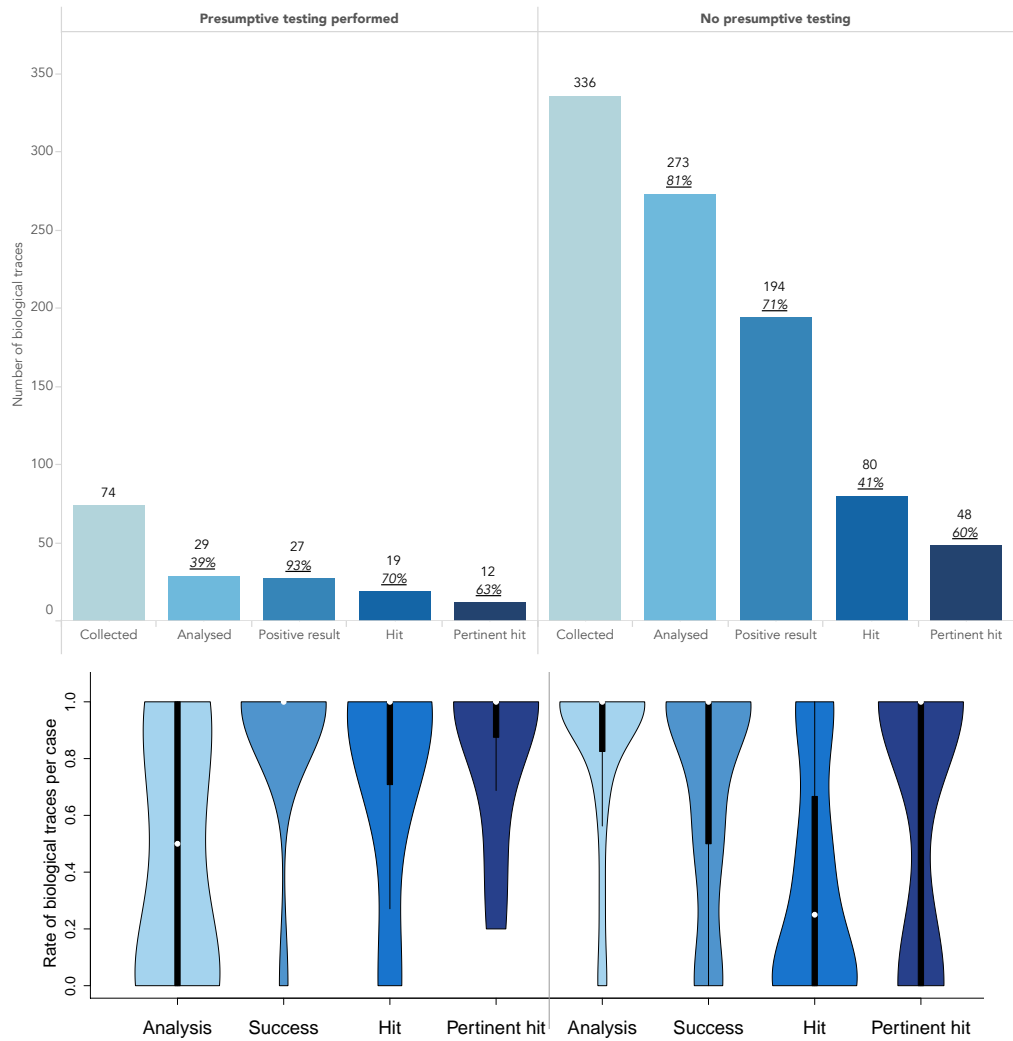 Presumptive testing performed
No presumptive testing
Number of biological traces
350
300
250
200
150
100
50
0
74
29
39%
27
93%
19
70%
12
63%
336
273
81%
194
71%
80
41%
48
60%
Collected
Analysed
Positive result
Hit
Pertinent hit
Collected
Analysed
Positive result
Hit
Pertinent hit
Rate of biological traces per case
1.0
0.8
0.6
0.4
0.2
0.0
Analysis
Success
Hit
Pertinent hit
Analysis
Success
Hit
Pertinent hit